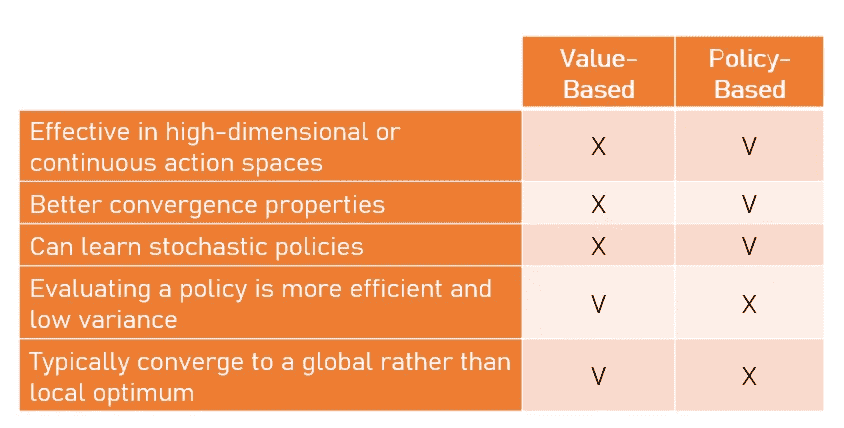 Value-
Based
Policy-
Based
Effective in high-dimensional or
continuous action spaces
X
V
Better convergence properties
X
V
Can learn stochastic policies
X
V
Evaluating a policy is more efficient and
low variance
V
X
Typically converge to a global rather than
local optimum
V
X